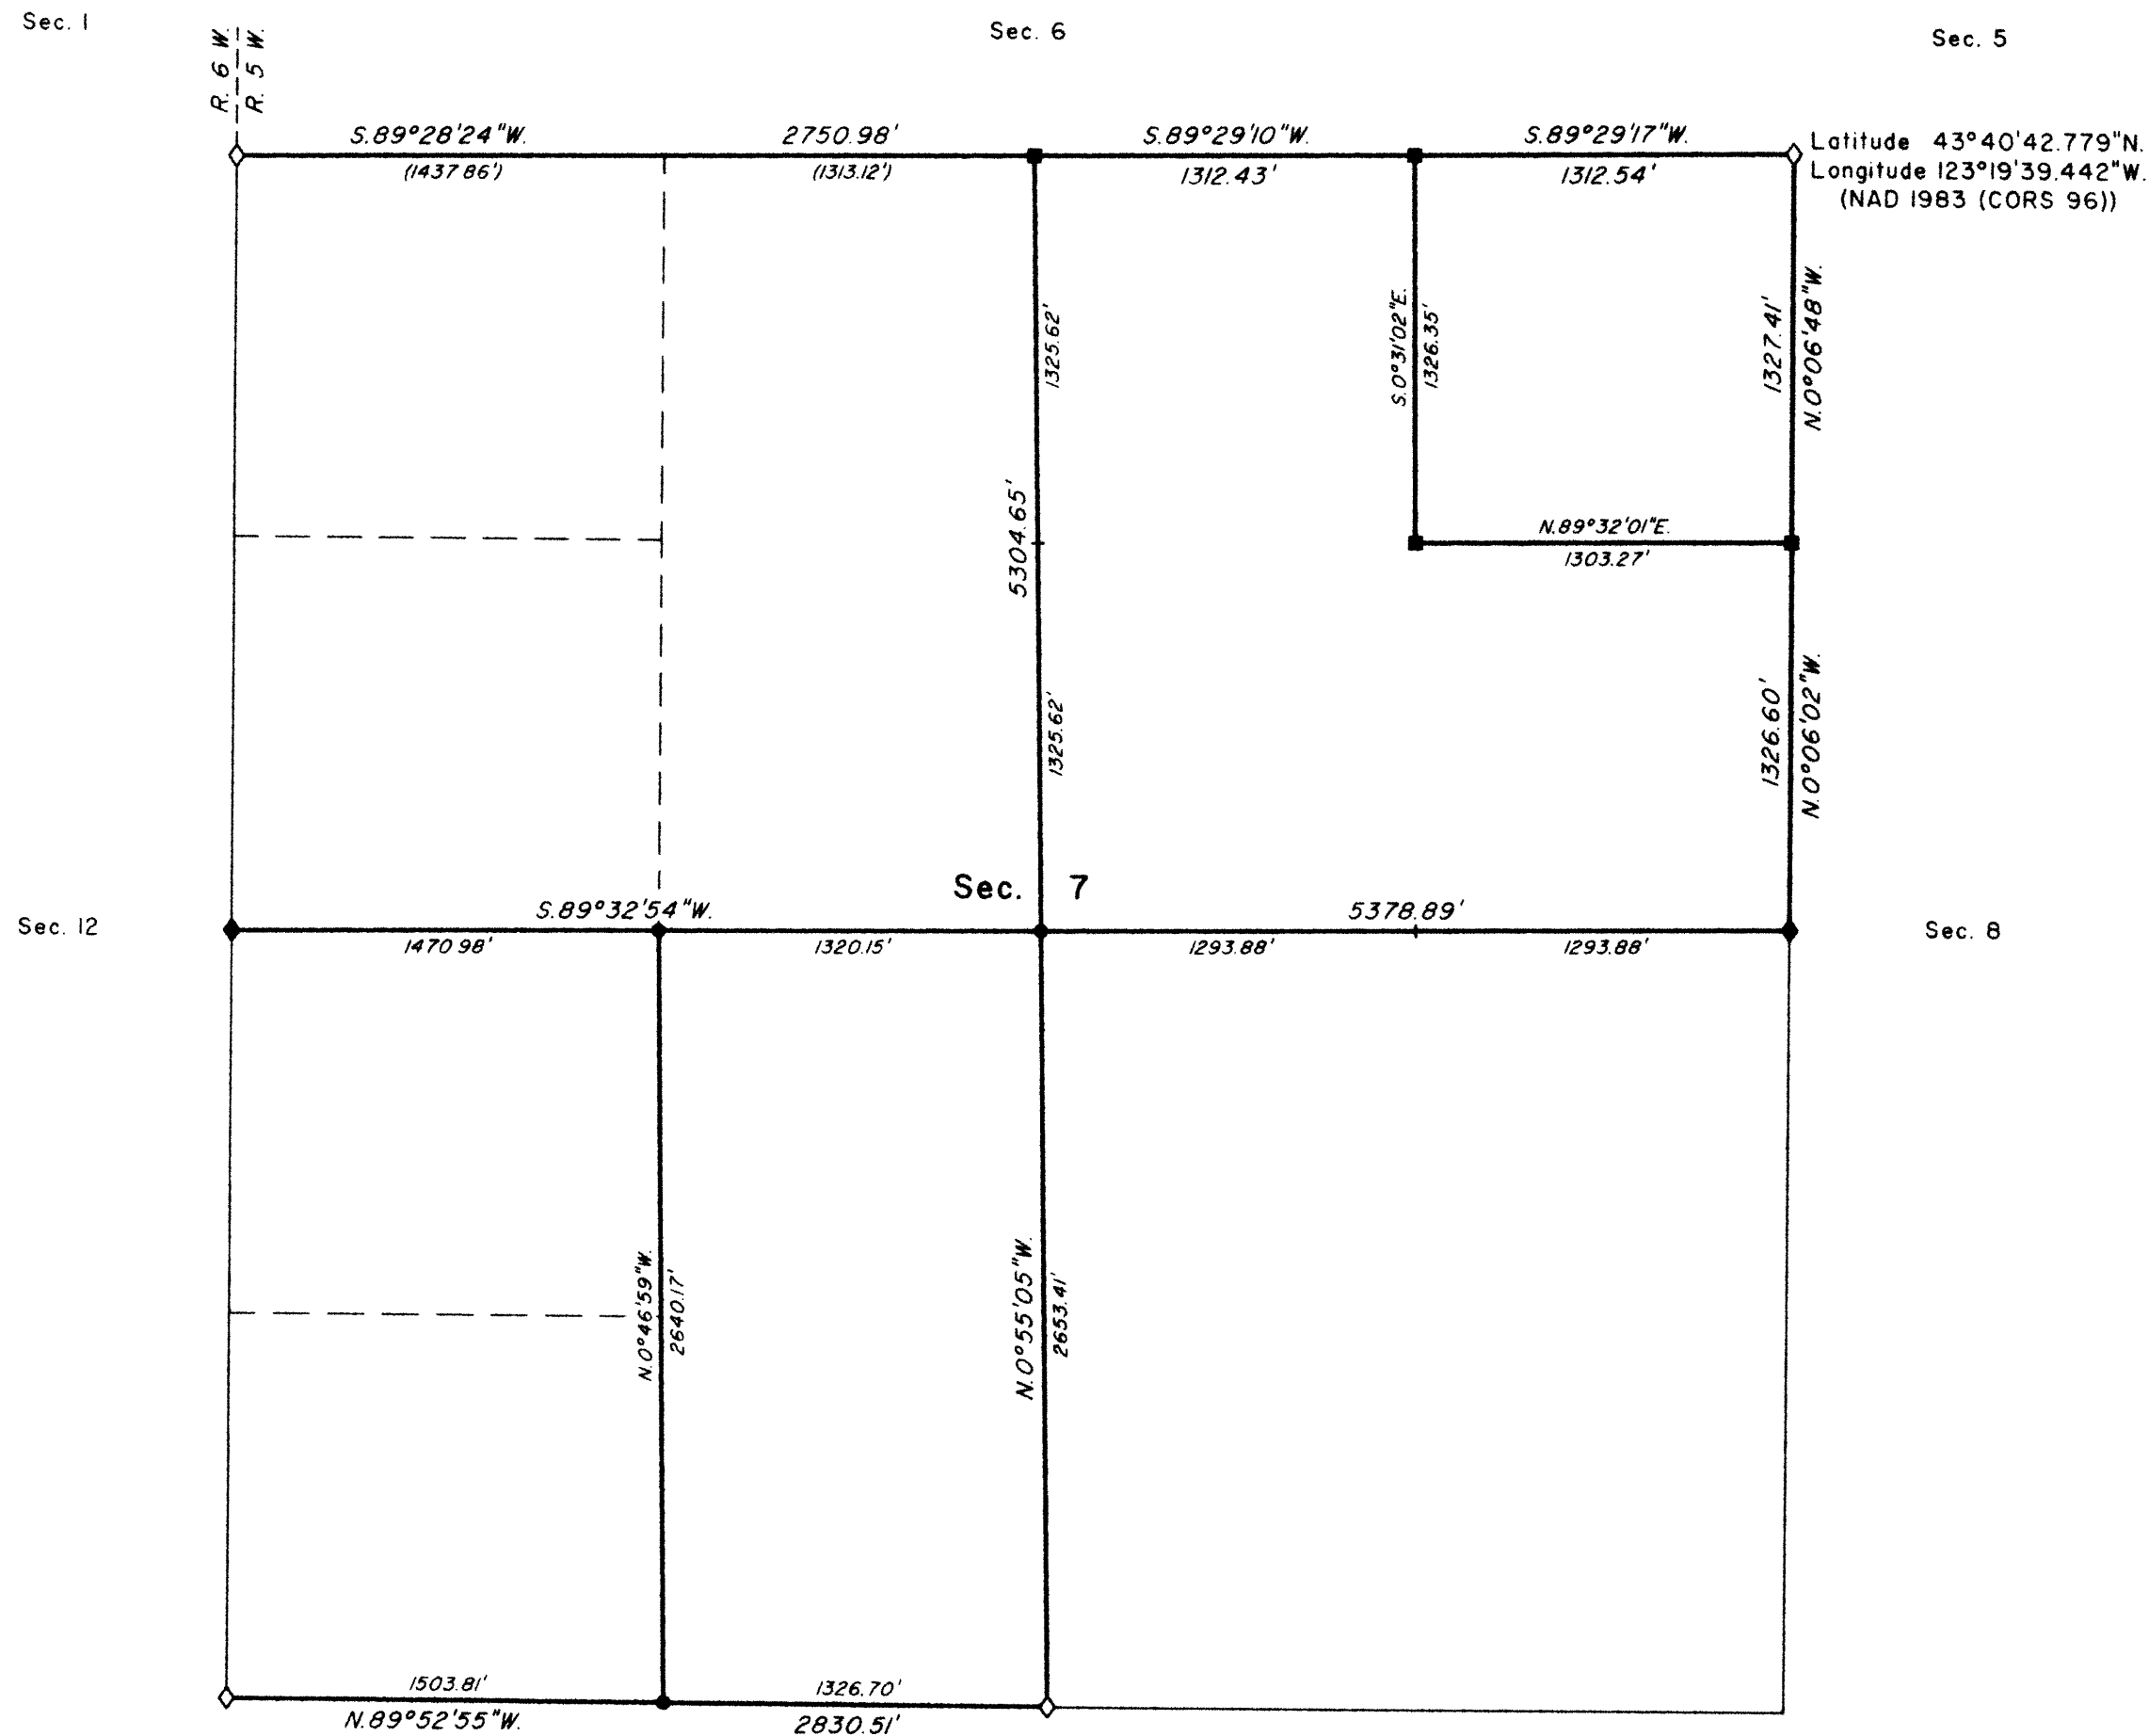 Sec. 1
Sec. 6
Sec. 5
R. 6 W.
R. 5 W.
S.89°28'24"W.
2750.98'
S.89°29'10"W.
S.89°29'17"W.
Latitude 43°40'42.779"N.
Longitude 123°19'39.442"W.
(NAD 1983 (CORS 96))
(1437.86')
(1313.12')
1312.43'
1312.54'
1325.62'
S.0°31'02"E.
1326.35'
1327.41'
N.0°06'48"W.
5304.65'
N.89°32'01"E.
1303.27'
1325.62'
1326.60'
N.0°06'02"W.
Sec. 7
Sec. 12
S.89°32'54"W.
5378.89'
Sec. 8
1470.98'
1320.15'
1293.88'
1293.88'
N.0°46'59"W.
2640.17'
N.0°55'05"W.
2653.41'
1503.81'
1326.70'
N.89°52'55"W.
2830.51'